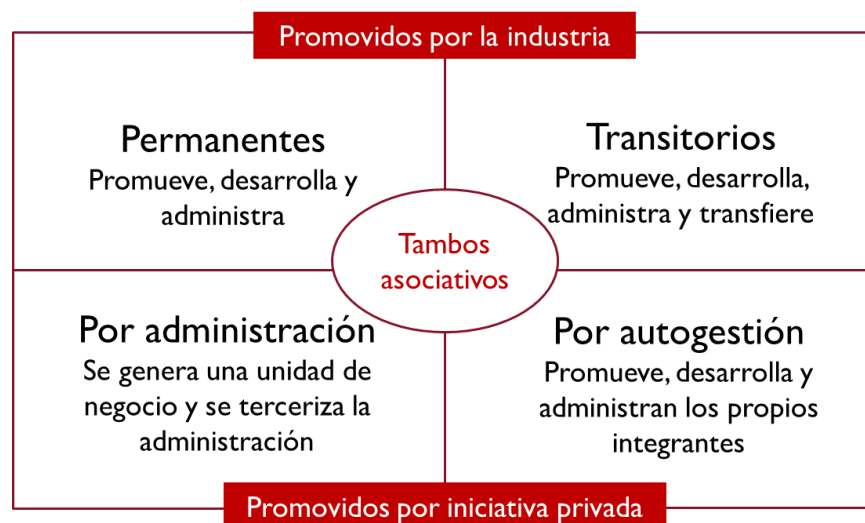 Promovidos por la industria
Permanentes
Promueve, desarrolla y
administra
Transitorios
Promueve, desarrolla,
administra y transfiere
Tambos
asociativos
Por administración
Se genera una unidad de
negocio y se terceriza la
administración
Por autogestión
Promueve, desarrolla y
administran los propios
integrantes
Promovidos por iniciativa privada